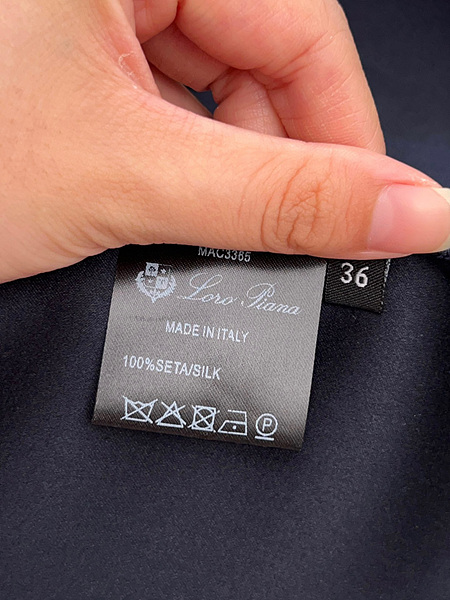 MAC3365
36
Loro Piana
MADE IN ITALY
100%SETA/SILK
P